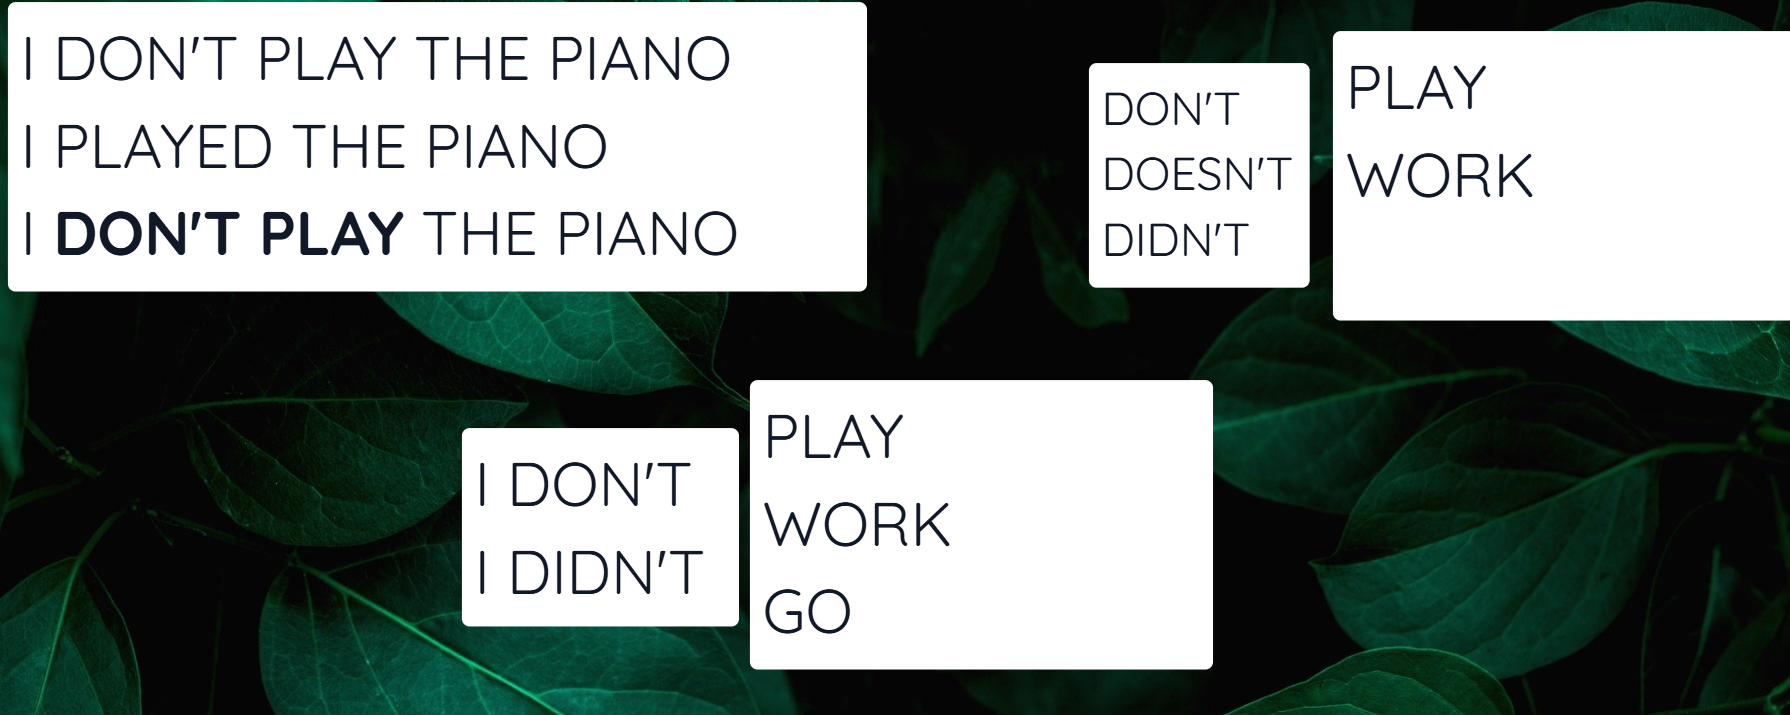 I DON'T PLAY THE PIANO
I PLAYED THE PIANO
I DON'T PLAY THE PIANO
DON'T
DOESN'T
DIDN'T
PLAY
WORK
I DON'T
I DIDN'T
PLAY
WORK
GO